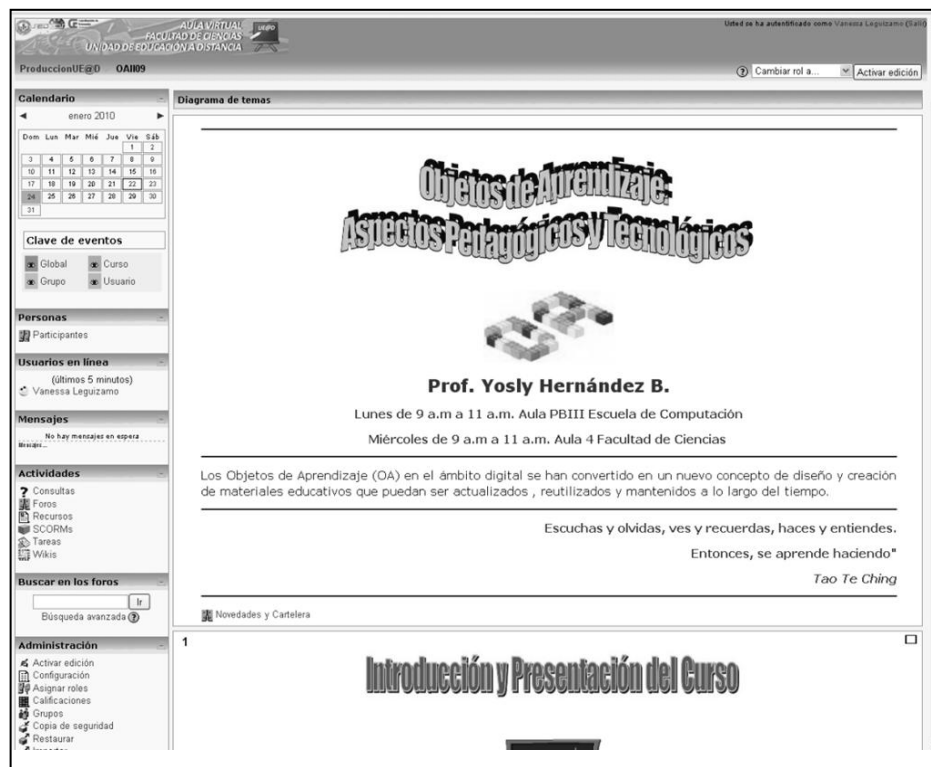 AULA VIRTUAL
FACULTAD DE CIENCIAS
UNIDAD DE EDUCACIÓN A DISTANCIA
Usted se ha autentificado como Vanessa Leguizamo (Salir)
ProduccionUE@D OAII09
Cambiar rol a...
Activar edición
Calendario
enero 2010
Dom Lun Mar Mié Jue Vie Sáb
1 2
3 4 5 6 7 8 9
10 11 12 13 14 15 16
17 18 19 20 21 22 23
24 25 26 27 28 29 30
31
Clave de eventos
Global Curso
Grupo Usuario
Personas
Participantes
Usuarios en línea
(últimos 5 minutos)
Vanessa Leguizamo
Mensajes
No hay mensajes en espera
Mensajes...
Actividades
Consultas
Foros
Recursos
SCORMs
Tareas
Wikis
Buscar en los foros
Ir
Búsqueda avanzada
Administración
Activar edición
Configuración
Asignar roles
Calificaciones
Grupos
Copia de seguridad
Restaurar
Diagrama de temas
Objetos de Aprendizaje:
Aspectos Pedagógicos y Tecnológicos
Prof. Yosly Hernández B.
Lunes de 9 a.m a 11 a.m. Aula PBIII Escuela de Computación
Miércoles de 9 a.m a 11 a.m. Aula 4 Facultad de Ciencias
Los Objetos de Aprendizaje (OA) en el ámbito digital se han convertido en un nuevo concepto de diseño y creación
de materiales educativos que puedan ser actualizados , reutilizados y mantenidos a lo largo del tiempo.
Escuchas y olvidas, ves y recuerdas, haces y entiendes.
Entonces, se aprende haciendo"
Tao Te Ching
Novedades y Cartelera
1
Introducción y Presentación del Curso